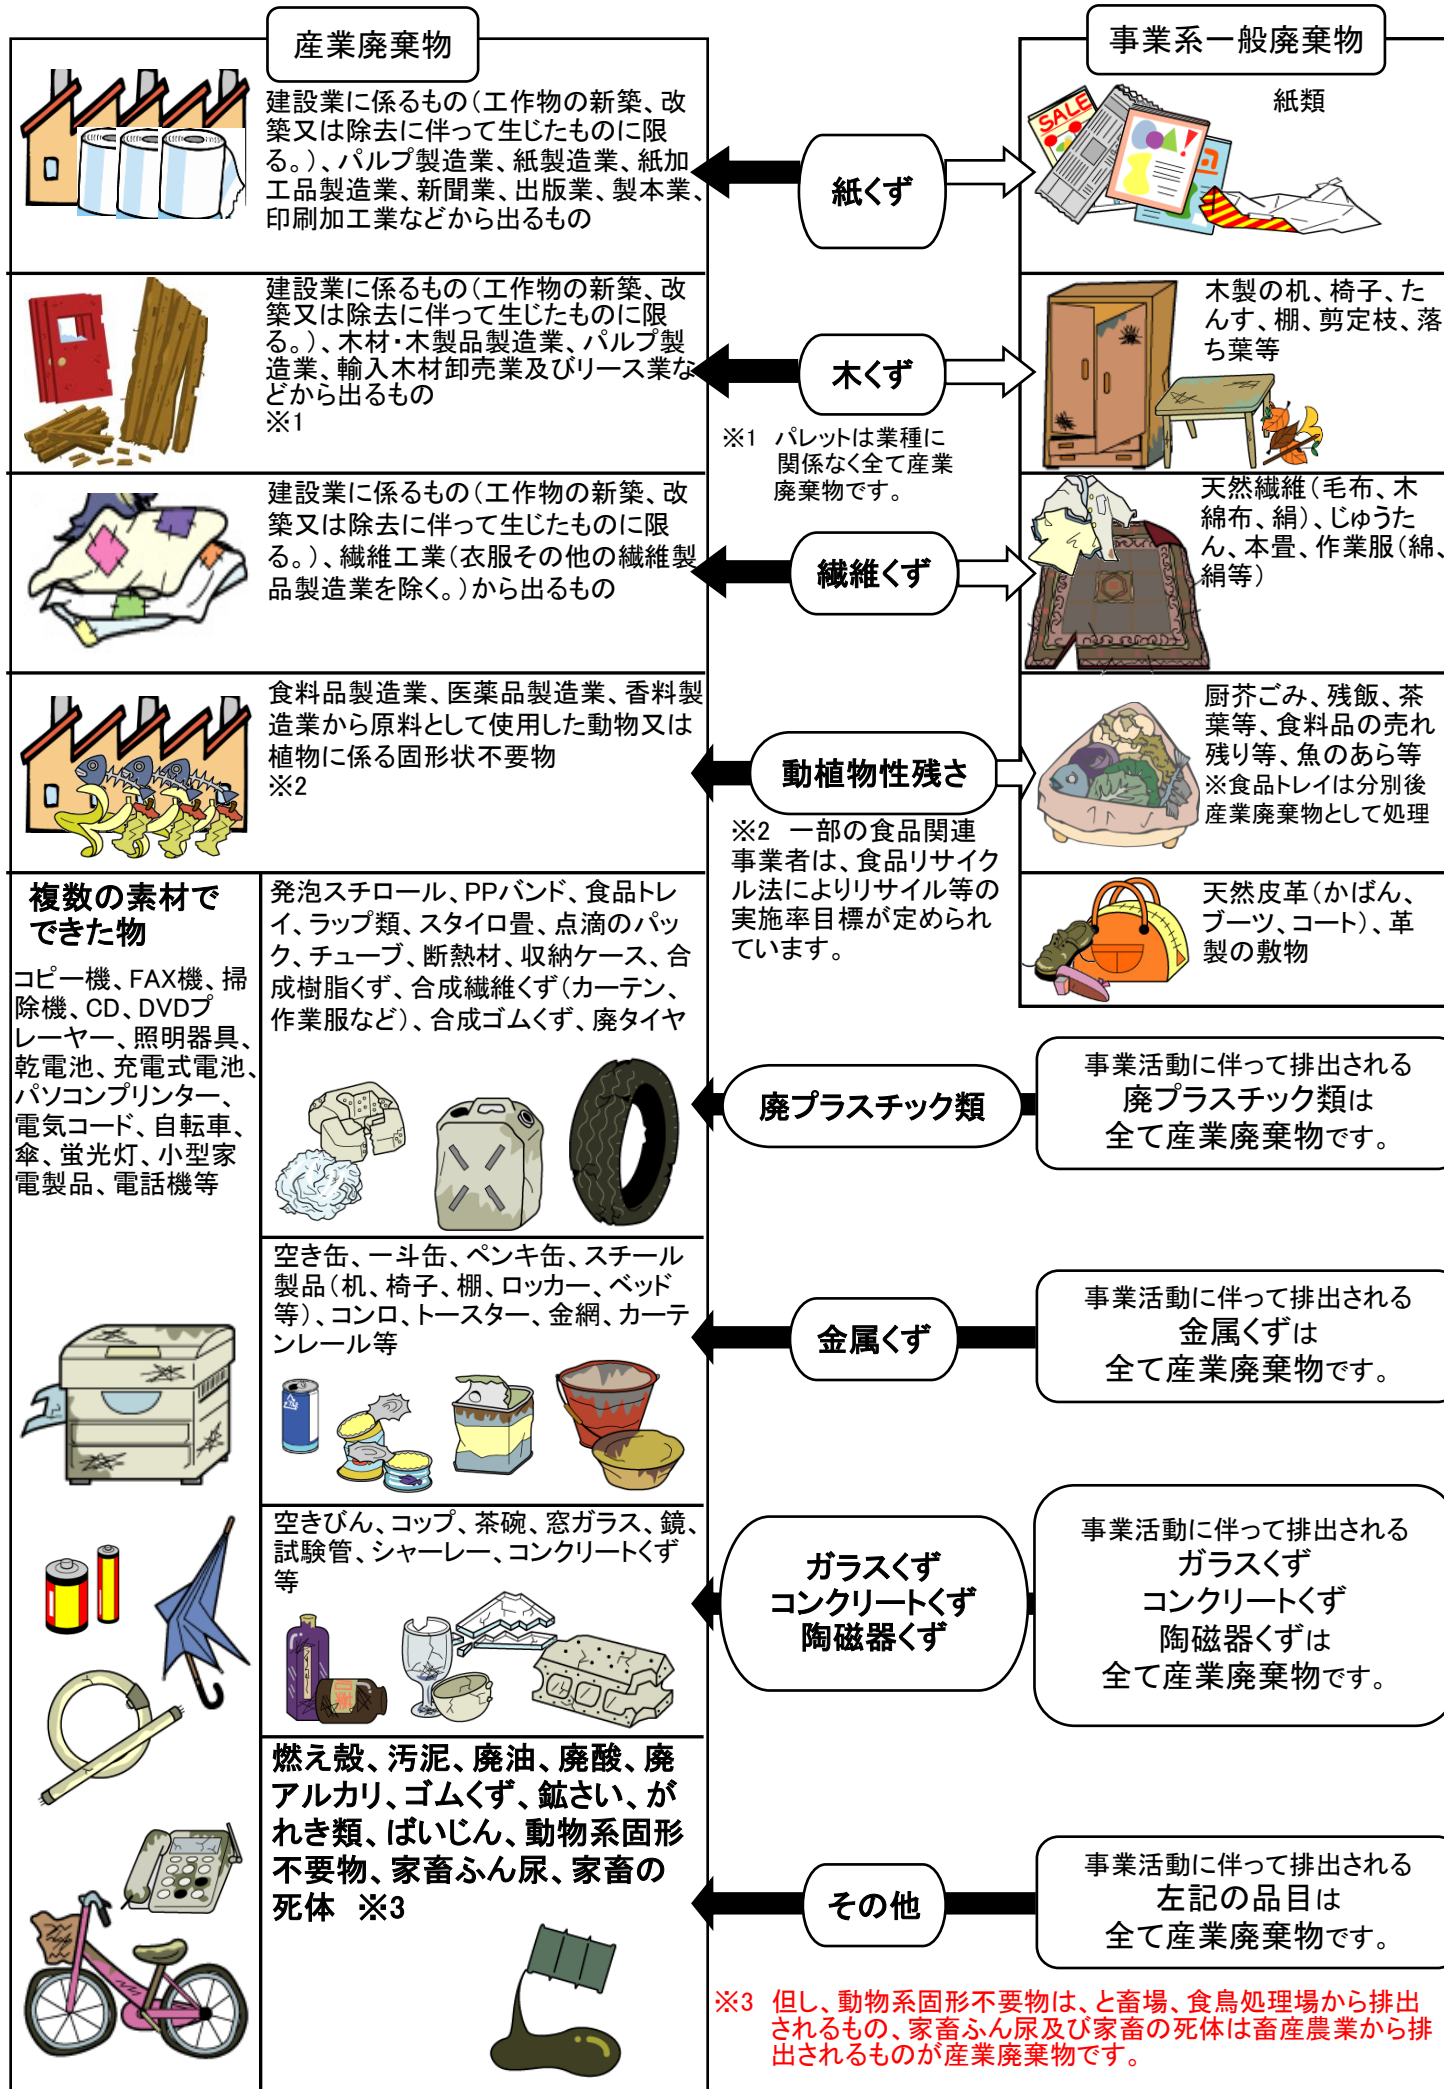 産業廃棄物
事業系一般廃棄物
建設業に係るもの（工作物の新築、改
築又は除去に伴って生じたものに限
る。）、パルプ製造業、紙製造業、紙加
工品製造業、新聞業、出版業、製本業、
印刷加工業などから出るもの
紙くず
SALE
紙類
建設業に係るもの（工作物の新築、改
築又は除去に伴って生じたものに限
る。）、木材・木製品製造業、パルプ製
造業、輸入木材卸売業及びリース業な
どから出るもの
※1
木くず
※1 パレットは業種に
関係なく全て産業
廃棄物です。
木製の机、椅子、た
んす、棚、剪定枝、落
ち葉等
建設業に係るもの（工作物の新築、改
築又は除去に伴って生じたものに限
る。）、繊維工業（衣服その他の繊維製
品製造業を除く。）から出るもの
繊維くず
天然繊維（毛布、木
綿布、絹）、じゅうた
ん、本畳、作業服（綿、
絹等）
食料品製造業、医薬品製造業、香料製
造業から原料として使用した動物又は
植物に係る固形状不要物
※2
動植物性残さ
※2 一部の食品関連
事業者は、食品リサイク
ル法によりリサイル等の
実施率目標が定められ
ています。
厨芥ごみ、残飯、茶
葉等、食料品の売れ
残り等、魚のあら等
※食品トレイは分別後
産業廃棄物として処理
天然皮革（かばん、
ブーツ、コート）、革
製の敷物
複数の素材で
できた物
コピー機、FAX機、掃
除機、CD、DVDプ
レーヤー、照明器具、
乾電池、充電式電池、
パソコンプリンター、
電気コード、自転車、
傘、蛍光灯、小型家
電製品、電話機等
発泡スチロール、PPバンド、食品トレ
イ、ラップ類、スタイロ畳、点滴のパッ
ク、チューブ、断熱材、収納ケース、合
成樹脂くず、合成繊維くず（カーテン、
作業服など）、合成ゴムくず、廃タイヤ
廃プラスチック類
事業活動に伴って排出される
廃プラスチック類は
全て産業廃棄物です。
空き缶、一斗缶、ペンキ缶、スチール
製品（机、椅子、棚、ロッカー、ベッド
等）、コンロ、トースター、金網、カーテ
ンレール等
金属くず
事業活動に伴って排出される
金属くずは
全て産業廃棄物です。
空きびん、コップ、茶碗、窓ガラス、鏡、
試験管、シャーレー、コンクリートくず
等
ガラスくず
コンクリートくず
陶磁器くず
事業活動に伴って排出される
ガラスくず
コンクリートくず
陶磁器くずは
全て産業廃棄物です。
燃え殻、汚泥、廃油、廃酸、廃
アルカリ、ゴムくず、鉱さい、が
れき類、ばいじん、動物系固形
不要物、家畜ふん尿、家畜の
死体 ※3
その他
事業活動に伴って排出される
左記の品目は
全て産業廃棄物です。
※3 但し、動物系固形不要物は、と畜場、食鳥処理場から排出
されるもの、家畜ふん尿及び家畜の死体は畜産農業から排
出されるものが産業廃棄物です。